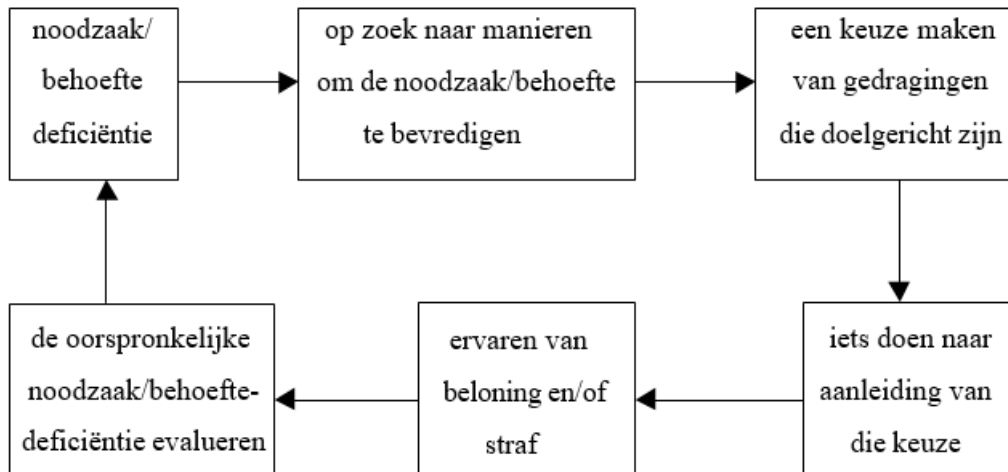 noodzaak/
behoefte
deficiëntie
op zoek naar manieren
om de noodzaak/behoefte
te bevredigen
een keuze maken
van gedragingen
die doelgericht zijn
iets doen naar
aanleiding van
die keuze
ervaren van
beloning en/of
straf
de oorspronkelijke
noodzaak/behoefte-
deficiëntie evalueren